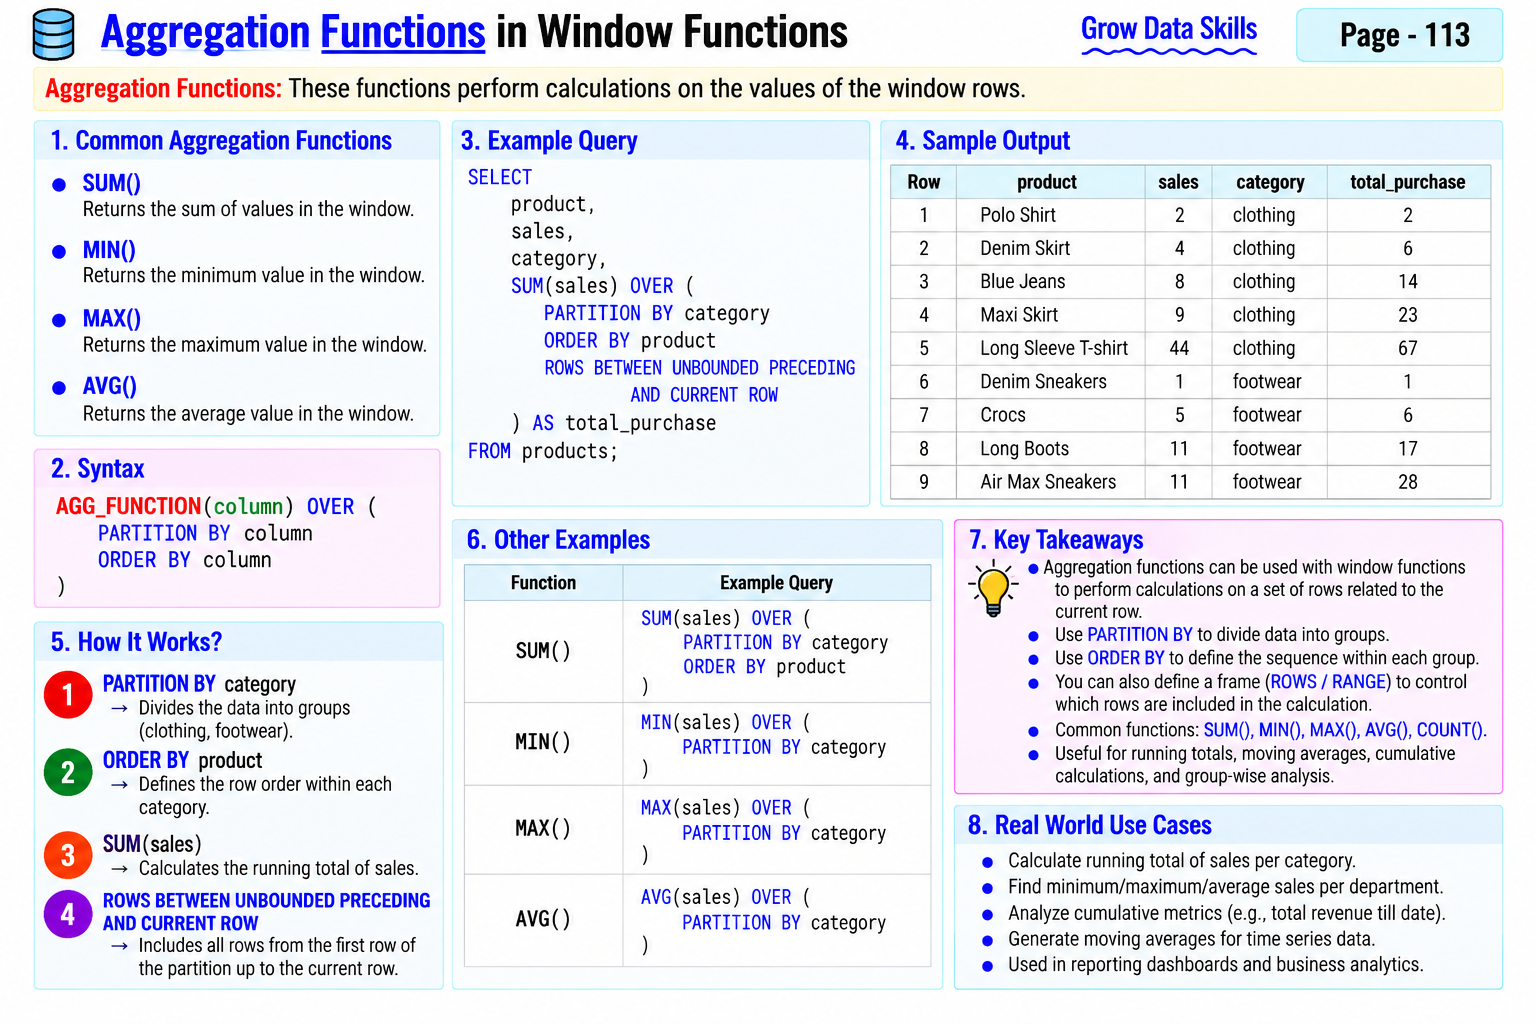 Aggregation Functions in Window Functions
Grow Data Skills
Page - 113
Aggregation Functions: These functions perform calculations on the values of the window rows.
1. Common Aggregation Functions
● SUM()
Returns the sum of values in the window.
● MIN()
Returns the minimum value in the window.
● MAX()
Returns the maximum value in the window.
● AVG()
Returns the average value in the window.
2. Syntax
AGG_FUNCTION(column) OVER (
PARTITION BY column
ORDER BY column
)
3. Example Query
SELECT
product,
sales,
category,
SUM(sales) OVER (
PARTITION BY category
ORDER BY product
ROWS BETWEEN UNBOUNDED PRECEDING
AND CURRENT ROW
) AS total_purchase
FROM products;
4. Sample Output
Row product sales category total_purchase
1 Polo Shirt 2 clothing 2
2 Denim Skirt 4 clothing 6
3 Blue Jeans 8 clothing 14
4 Maxi Skirt 9 clothing 23
5 Long Sleeve T-shirt 44 clothing 67
6 Denim Sneakers 1 footwear 1
7 Crocs 5 footwear 6
8 Long Boots 11 footwear 17
9 Air Max Sneakers 11 footwear 28
5. How It Works?
1 PARTITION BY category
→ Divides the data into groups
(clothing, footwear).
2 ORDER BY product
→ Defines the row order within each
category.
3 SUM(sales)
→ Calculates the running total of sales.
4 ROWS BETWEEN UNBOUNDED PRECEDING
AND CURRENT ROW
→ Includes all rows from the first row of
the partition up to the current row.
6. Other Examples
Function Example Query
SUM()
SUM(sales) OVER (
PARTITION BY category
ORDER BY product
)
MIN()
MIN(sales) OVER (
PARTITION BY category
)
MAX()
MAX(sales) OVER (
PARTITION BY category
)
AVG()
AVG(sales) OVER (
PARTITION BY category
)
7. Key Takeaways
● Aggregation functions can be used with window functions
to perform calculations on a set of rows related to the
current row.
● Use PARTITION BY to divide data into groups.
● Use ORDER BY to define the sequence within each group.
● You can also define a frame (ROWS / RANGE) to control
which rows are included in the calculation.
● Common functions: SUM(), MIN(), MAX(), AVG(), COUNT().
● Useful for running totals, moving averages, cumulative
calculations, and group-wise analysis.
8. Real World Use Cases
● Calculate running total of sales per category.
● Find minimum/maximum/average sales per department.
● Analyze cumulative metrics (e.g., total revenue till date).
● Generate moving averages for time series data.
● Used in reporting dashboards and business analytics.